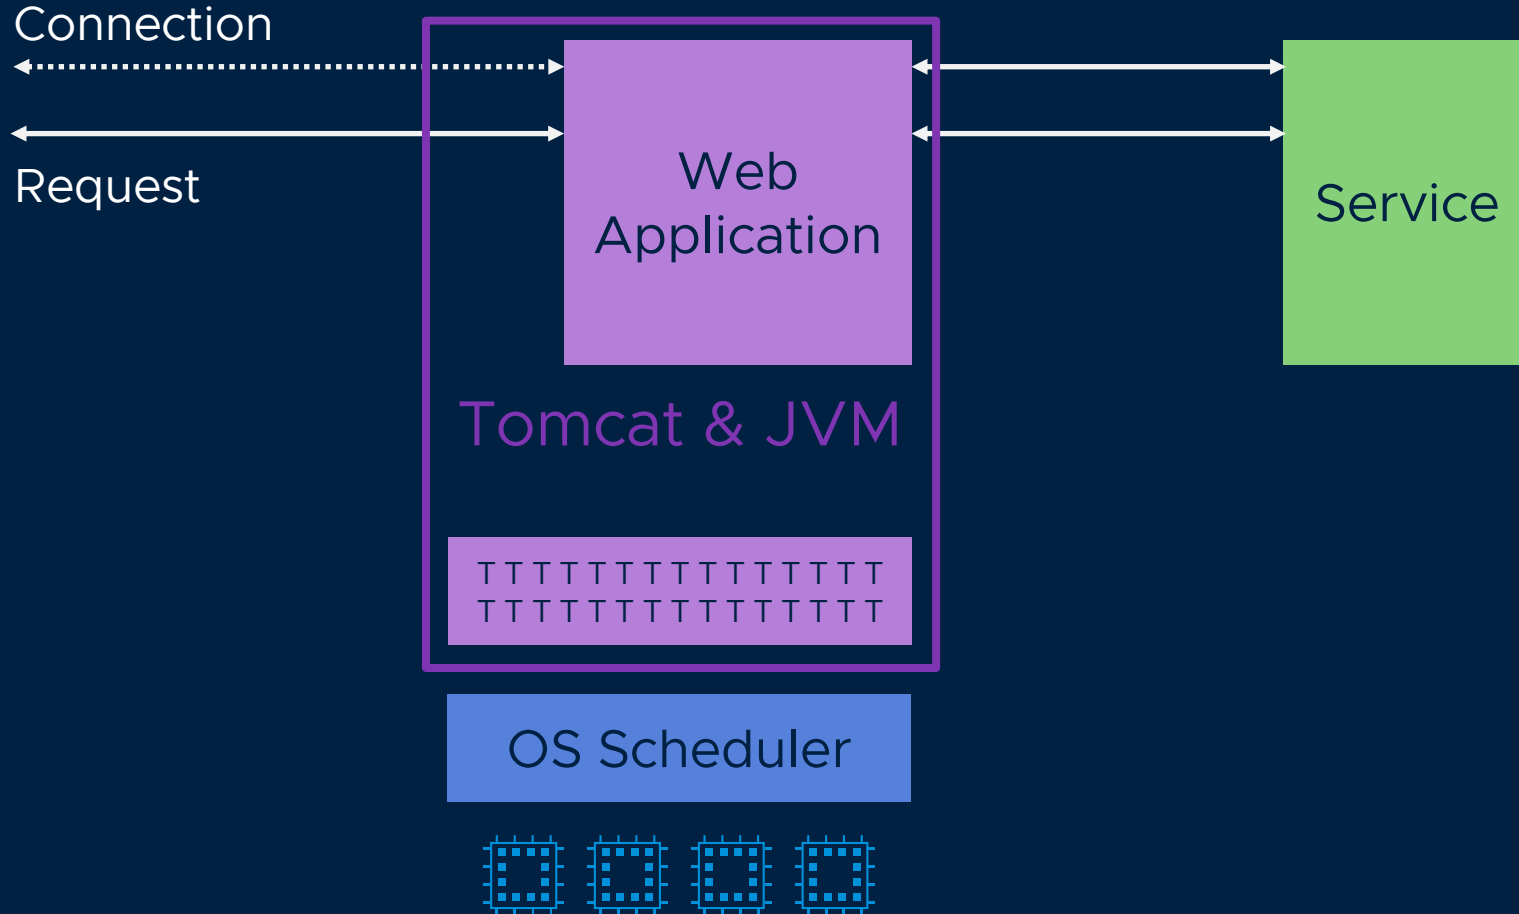 Connection
Request
Web
Application
Service
Tomcat & JVM
T T T T T T T T T T T T T T T
T T T T T T T T T T T T T T T
OS Scheduler